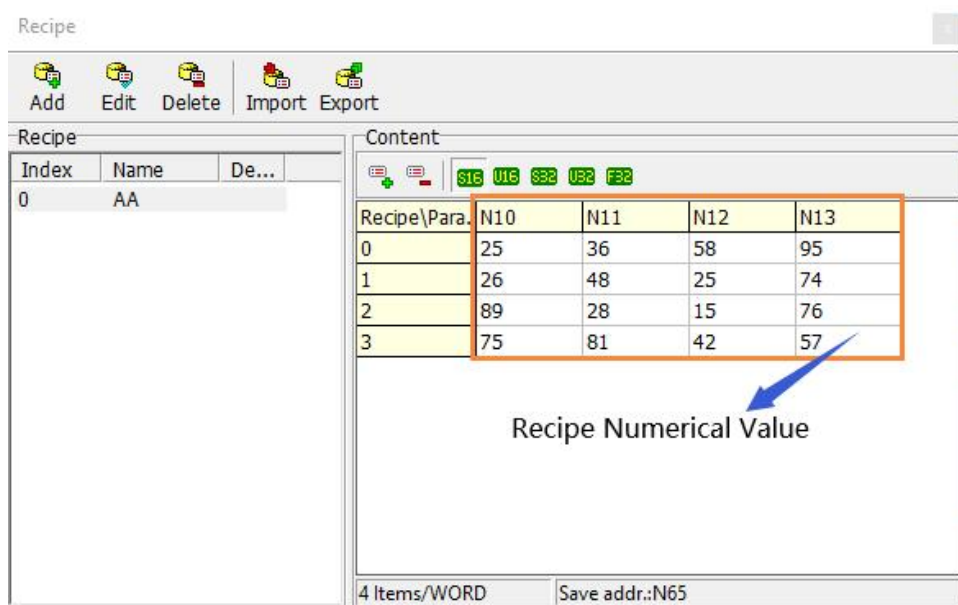 Recipe
Add Edit Delete Import Export
Recipe
Index Name De...
0 AA
Content
S16 U16 S32 U32 F32
Recipe\Para. N10 N11 N12 N13
0 25 36 58 95
1 26 48 25 74
2 89 28 15 76
3 75 81 42 57
Recipe Numerical Value
4 Items/WORD Save addr.:N65